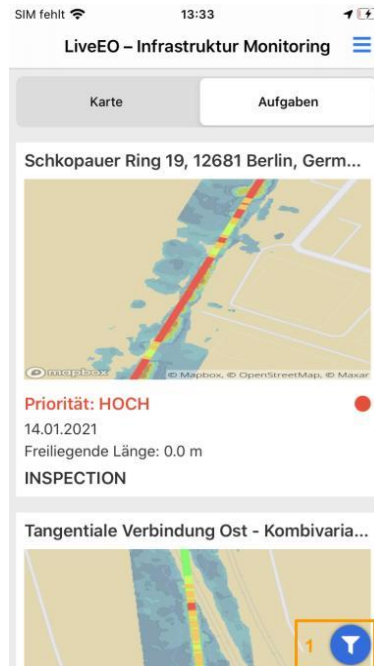 SIM fehlt 13:33
LiveEO – Infrastruktur Monitoring
Karte Aufgaben
Schkopauer Ring 19, 12681 Berlin, Germ...
mapbox © Mapbox, © OpenStreetMap, © Maxar
Priorität: HOCH
14.01.2021
Freiliegende Länge: 0.0 m
INSPECTION
Tangentiale Verbindung Ost - Kombivaria...
1